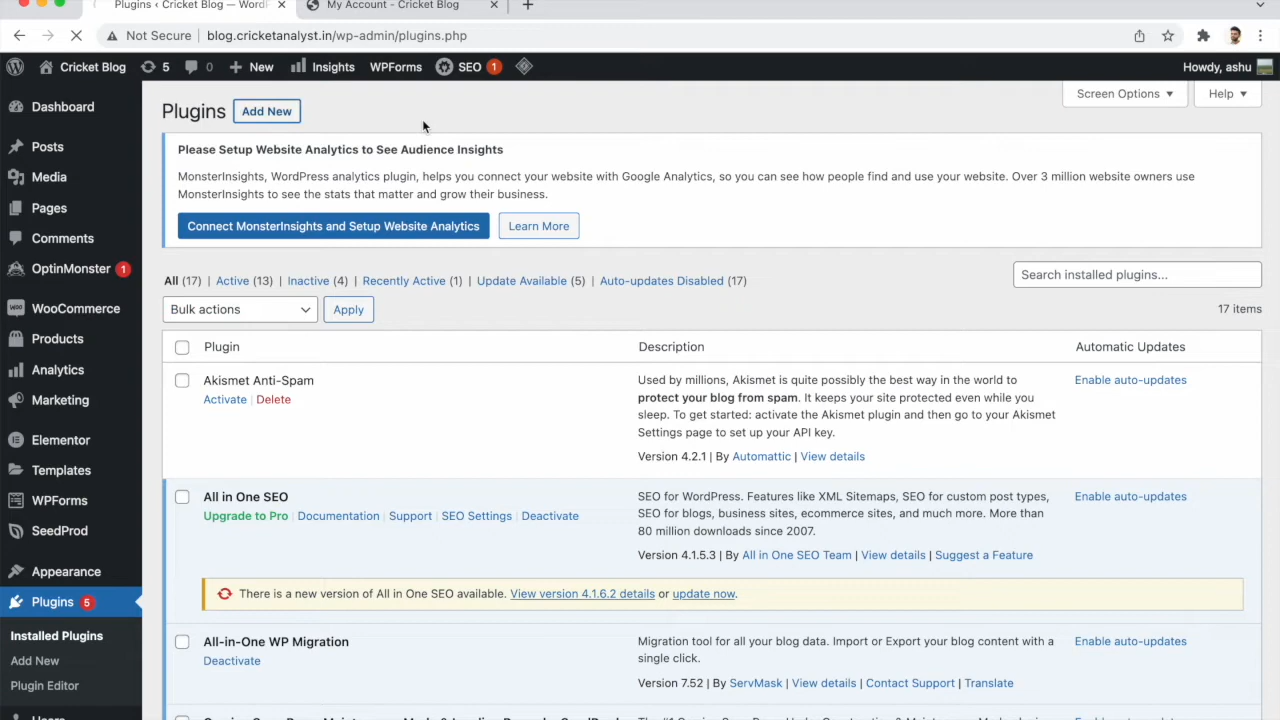 Plugins ‹ Cricket Blog — WordP
My Account - Cricket Blog
Not Secure
blog.cricketanalyst.in/wp-admin/plugins.php
Cricket Blog
5
0
New
Insights
WPForms
SEO 1
Howdy, ashu
Dashboard
Posts
Media
Pages
Comments
OptinMonster 1
WooCommerce
Products
Analytics
Marketing
Elementor
Templates
WPForms
SeedProd
Appearance
Plugins 5
Installed Plugins
Add New
Plugin Editor
Screen Options
Help
Plugins
Add New
Please Setup Website Analytics to See Audience Insights
MonsterInsights, WordPress analytics plugin, helps you connect your website with Google Analytics, so you can see how people find and use your website. Over 3 million website owners use
MonsterInsights to see the stats that matter and grow their business.
Connect MonsterInsights and Setup Website Analytics
Learn More
All (17) | Active (13) | Inactive (4) | Recently Active (1) | Update Available (5) | Auto-updates Disabled (17)
Search installed plugins...
Bulk actions
Apply
17 items
Plugin
Description
Automatic Updates
Akismet Anti-Spam
Activate | Delete
Used by millions, Akismet is quite possibly the best way in the world to
protect your blog from spam. It keeps your site protected even while you
sleep. To get started: activate the Akismet plugin and then go to your Akismet
Settings page to set up your API key.
Version 4.2.1 | By Automattic | View details
Enable auto-updates
All in One SEO
Upgrade to Pro | Documentation | Support | SEO Settings | Deactivate
SEO for WordPress. Features like XML Sitemaps, SEO for custom post types,
SEO for blogs, business sites, ecommerce sites, and much more. More than
80 million downloads since 2007.
Version 4.1.5.3 | By All in One SEO Team | View details | Suggest a Feature
Enable auto-updates
There is a new version of All in One SEO available. View version 4.1.6.2 details or update now.
All-in-One WP Migration
Deactivate
Migration tool for all your blog data. Import or Export your blog content with a
single click.
Version 7.52 | By ServMask | View details | Contact Support | Translate
Enable auto-updates